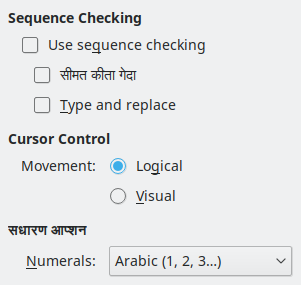 Sequence Checking
Use sequence checking
सीमत कीता गेदा
Type and replace
Cursor Control
Movement: Logical
Visual
सधारण आप्शन
Numerals: Arabic (1, 2, 3...)